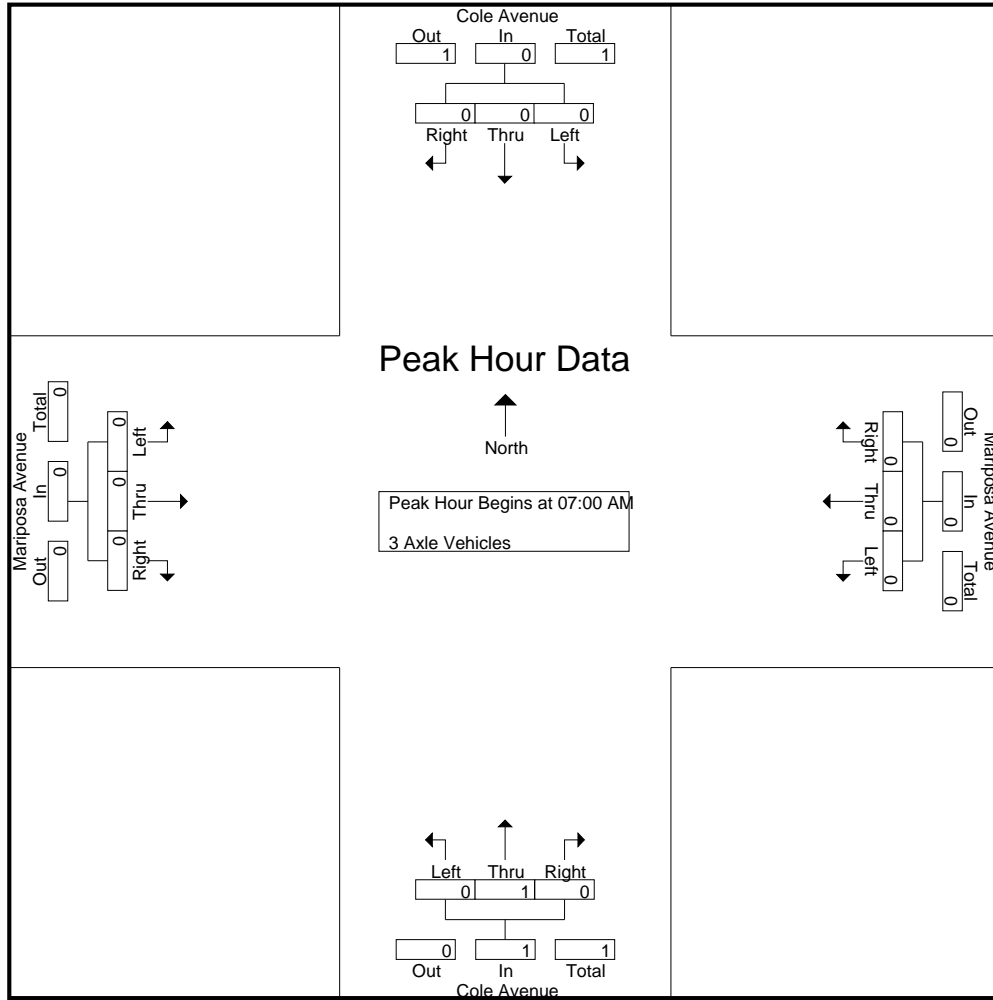 Cole Avenue
Out In Total
1 0 1
0 0 0
Right Thru Left
Peak Hour Data
North
Peak Hour Begins at 07:00 AM
3 Axle Vehicles
Mariposa Avenue
Out In Total
0 0 0
0 0 0
Right Thru Left
Mariposa Avenue
Out In Total
0 0 0
0 0 0
Right Thru Left
Left Thru Right
0 1 0
0 1 1
Out In Total
Cole Avenue